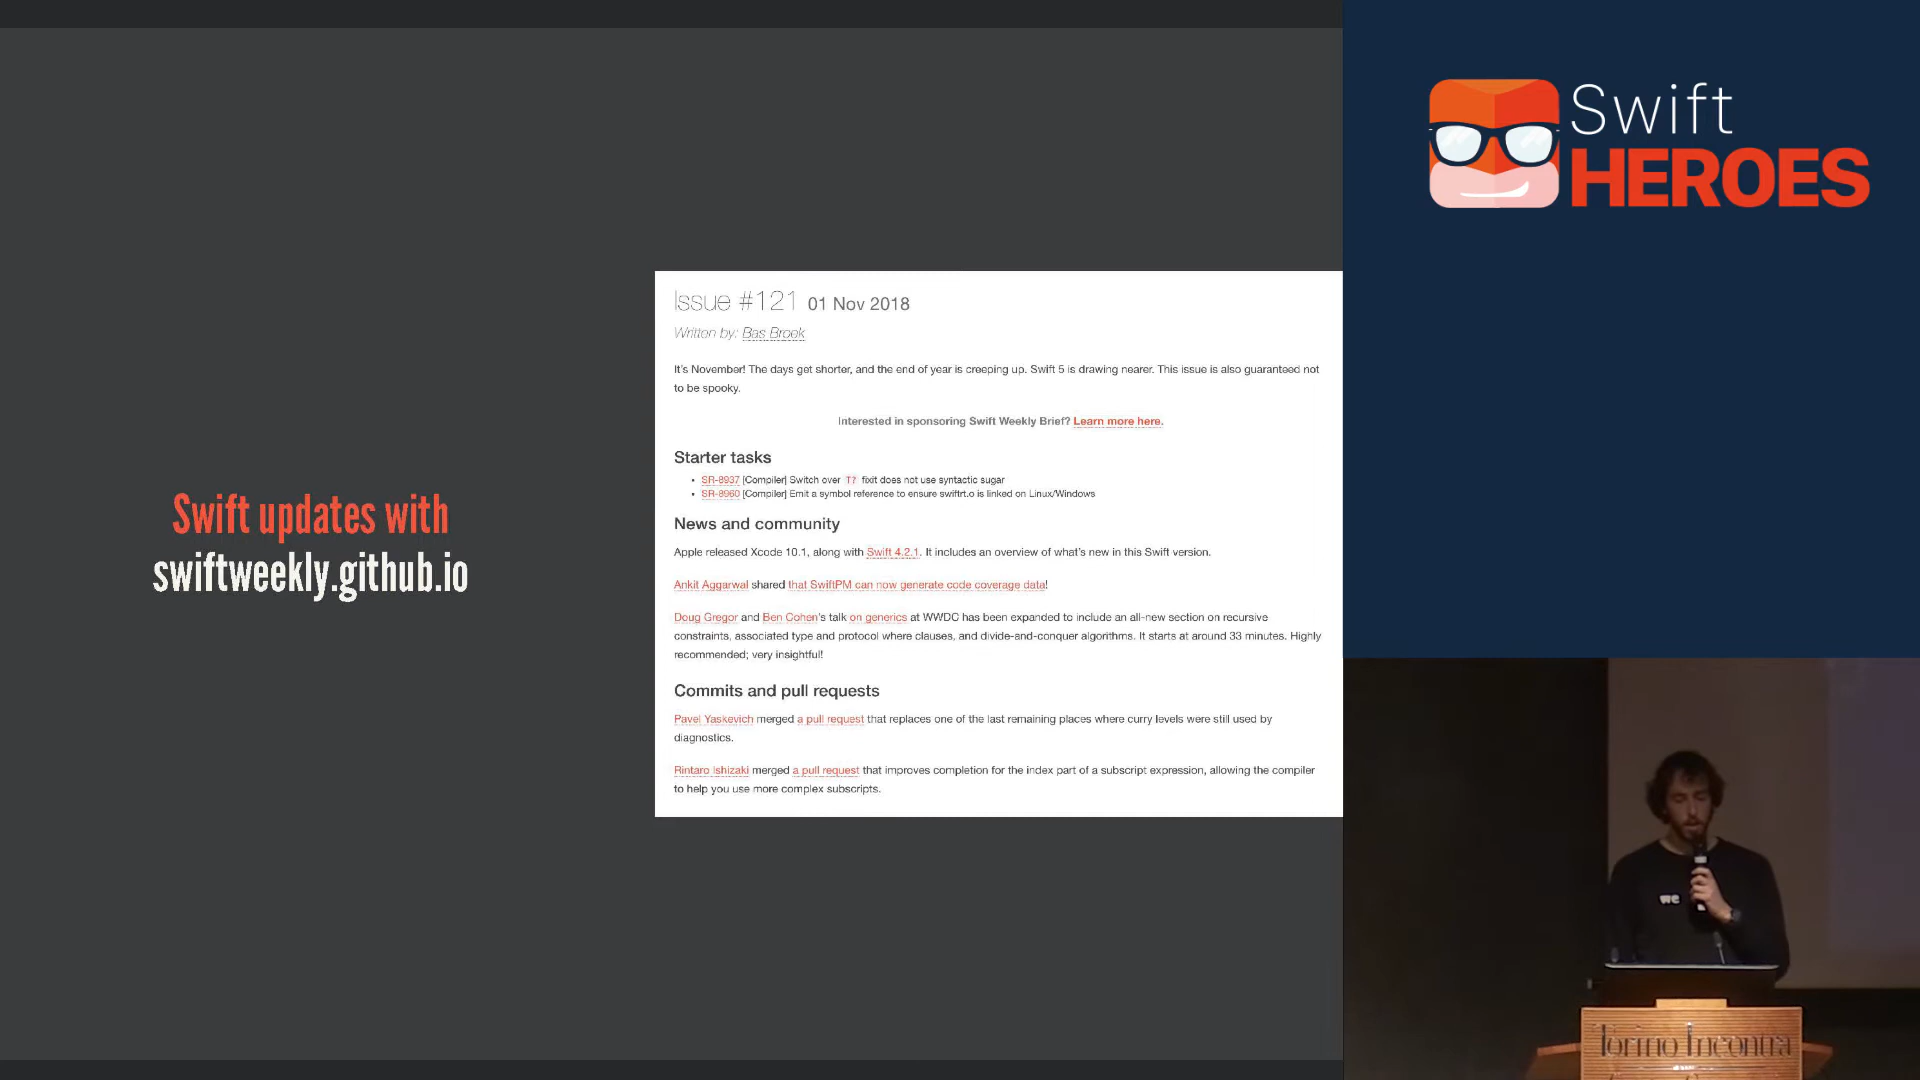 Swift updates with
swiftweekly.github.io
Issue #121 01 Nov 2018
Written by: Bas Broek
It's November! The days get shorter, and the end of year is creeping up. Swift 5 is drawing nearer. This issue is also guaranteed not
to be spooky.
Interested in sponsoring Swift Weekly Brief? Learn more here.
Starter tasks
• SR-8937 [Compiler] Switch over T? fixit does not use syntactic sugar
• SR-8960 [Compiler] Emit a symbol reference to ensure swiftrt.o is linked on Linux/Windows
News and community
Apple released Xcode 10.1, along with Swift 4.2.1. It includes an overview of what's new in this Swift version.
Ankit Aggarwal shared that SwiftPM can now generate code coverage data!
Doug Gregor and Ben Cohen's talk on generics at WWDC has been expanded to include an all-new section on recursive
constraints, associated type and protocol where clauses, and divide-and-conquer algorithms. It starts at around 33 minutes. Highly
recommended; very insightful!
Commits and pull requests
Pavel Yaskevich merged a pull request that replaces one of the last remaining places where curry levels were still used by
diagnostics.
Rintaro Ishizaki merged a pull request that improves completion for the index part of a subscript expression, allowing the compiler
to help you use more complex subscripts.
Swift
HEROES
we
Torino Incontra